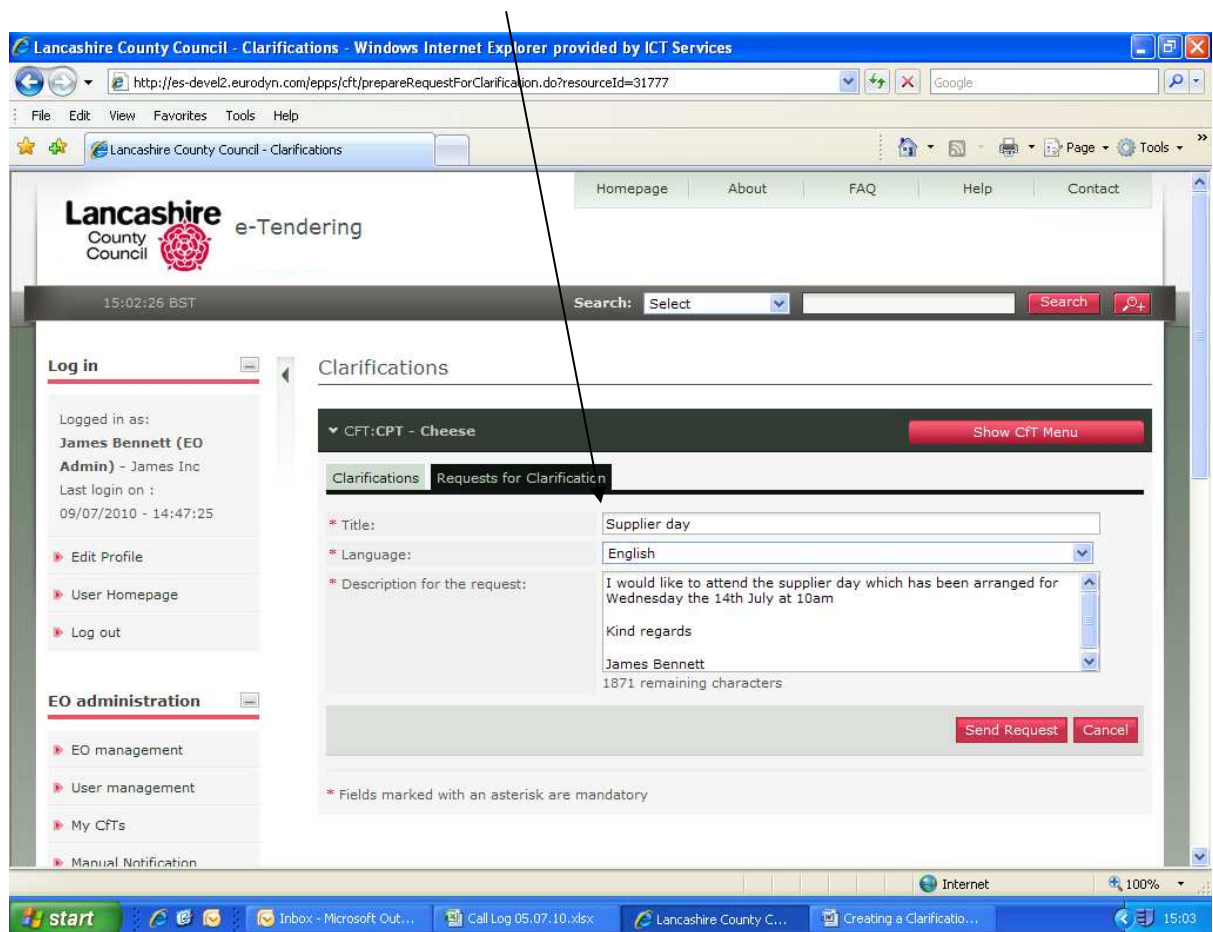 Lancashire County Council - Clarifications - Windows Internet Explorer provided by ICT Services
http://es-devel2.eurodyn.com/epps/cft/prepareRequestForClarification.do?resourceId=31777
Google
File Edit View Favorites Tools Help
Lancashire County Council - Clarifications
Page Tools »
Homepage About FAQ Help Contact
Lancashire
County
Council
e-Tendering
15:02:26 BST
Search: Select Search
Log in
Logged in as:
James Bennett (EO
Admin) - James Inc
Last login on :
09/07/2010 - 14:47:25
Edit Profile
User Homepage
Log out
EO administration
EO management
User management
My CfTs
Manual Notification
Clarifications
CFT:CPT - Cheese
Show CfT Menu
Clarifications Requests for Clarification
* Title: Supplier day
* Language: English
* Description for the request:
I would like to attend the supplier day which has been arranged for
Wednesday the 14th July at 10am
Kind regards
James Bennett
1871 remaining characters
Send Request Cancel
* Fields marked with an asterisk are mandatory
Internet 100%
start Inbox - Microsoft Out... Call Log 05.07.10.xlsx Lancashire County C... Creating a Clarificatio... 15:03